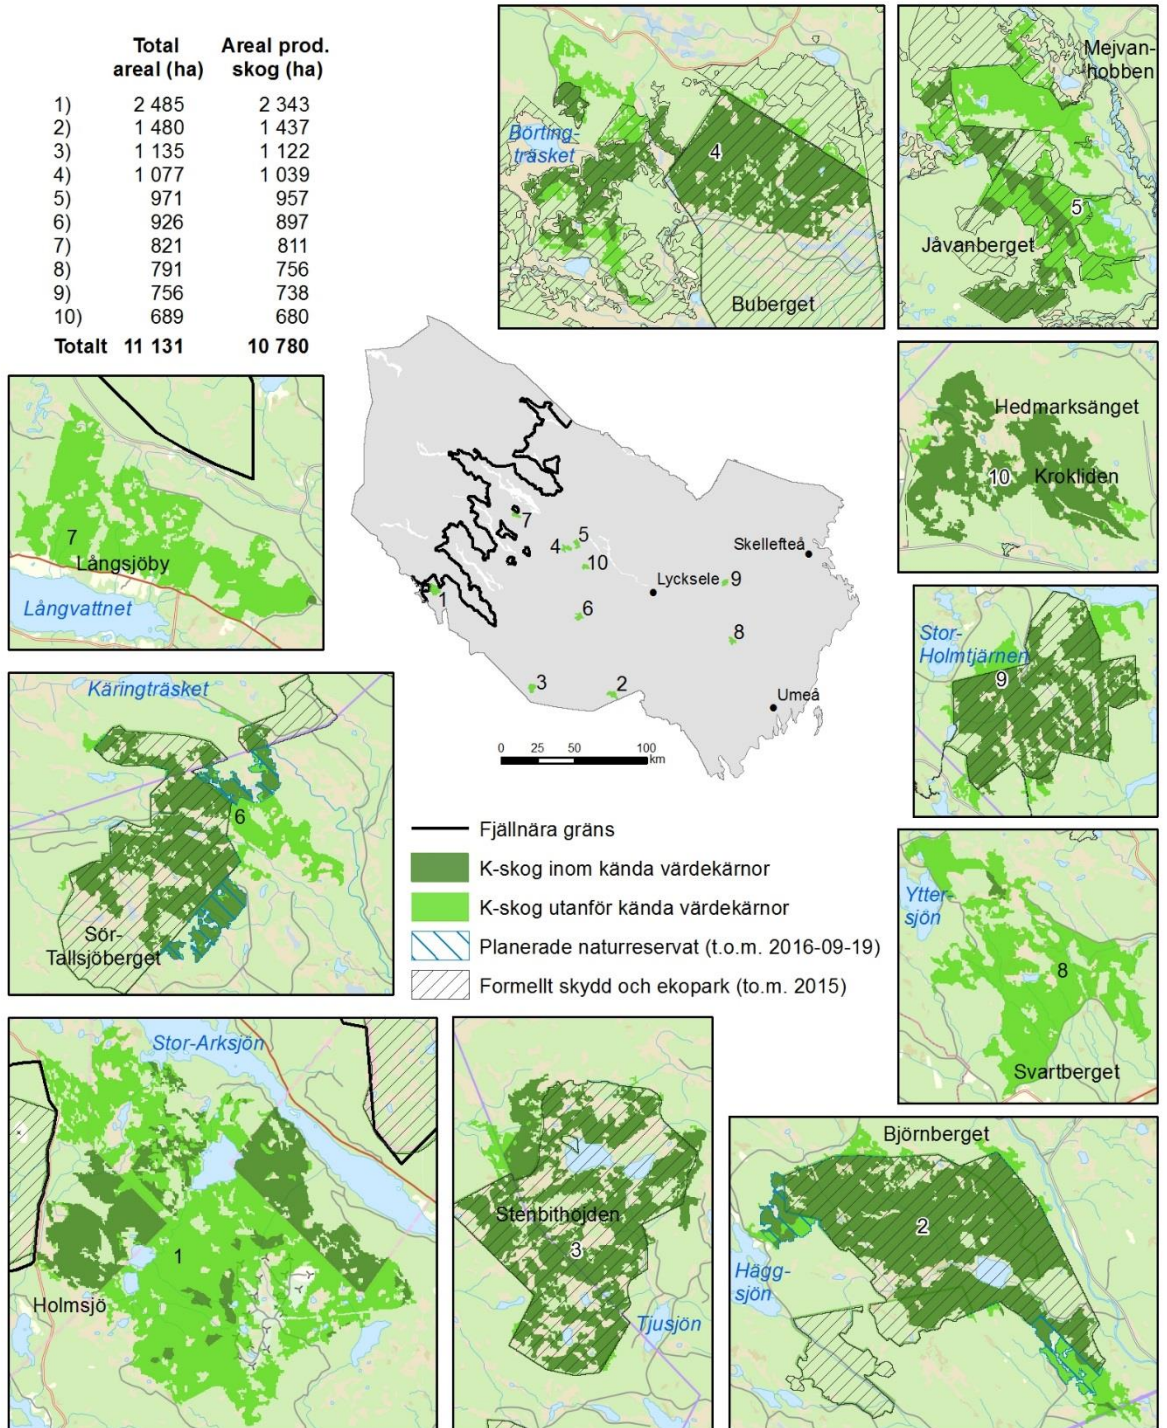 Total areal (ha) Areal prod. skog (ha)
1) 2 485 2 343
2) 1 480 1 437
3) 1 135 1 122
4) 1 077 1 039
5) 971 957
6) 926 897
7) 821 811
8) 791 756
9) 756 738
10) 689 680
Totalt 11 131 10 780
Börting-
träsket
4
Buberget
Mejvan-
hobben
5
Jåvanberget
7
Långsjöby
Långvattnet
7
5
4
10
1
6
3
2
Lycksele
Skellefteå
9
8
Umeå
0 25 50 100
km
Hedmarksänget
10
Krokliden
Stor-
Holmtjärnen
9
Käringträsket
6
Sör-
Tallsjöberget
Fjällnära gräns
K-skog inom kända värdekärnor
K-skog utanför kända värdekärnor
Planerade naturreservat (t.o.m. 2016-09-19)
Formellt skydd och ekopark (to.m. 2015)
Ytter-
sjön
8
Svartberget
Stor-Arksjön
1
Holmsjö
Stenbithöjden
3
Tjusjön
Björnberget
2
Hägg-
sjön